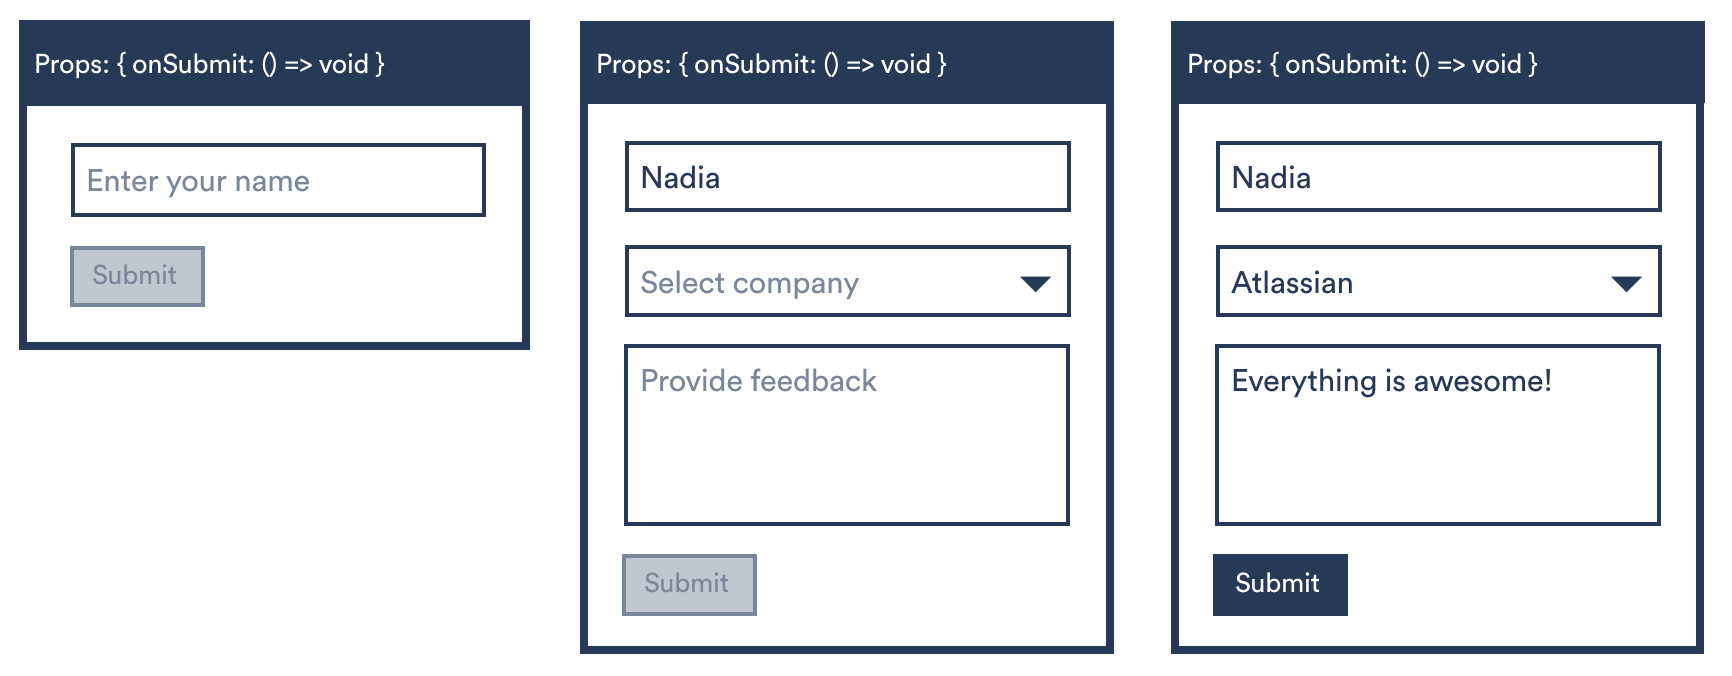 Props: { onSubmit: () => void }
Enter your name
Submit
Props: { onSubmit: () => void }
Nadia
Select company
Provide feedback
Submit
Props: { onSubmit: () => void }
Nadia
Atlassian
Everything is awesome!
Submit